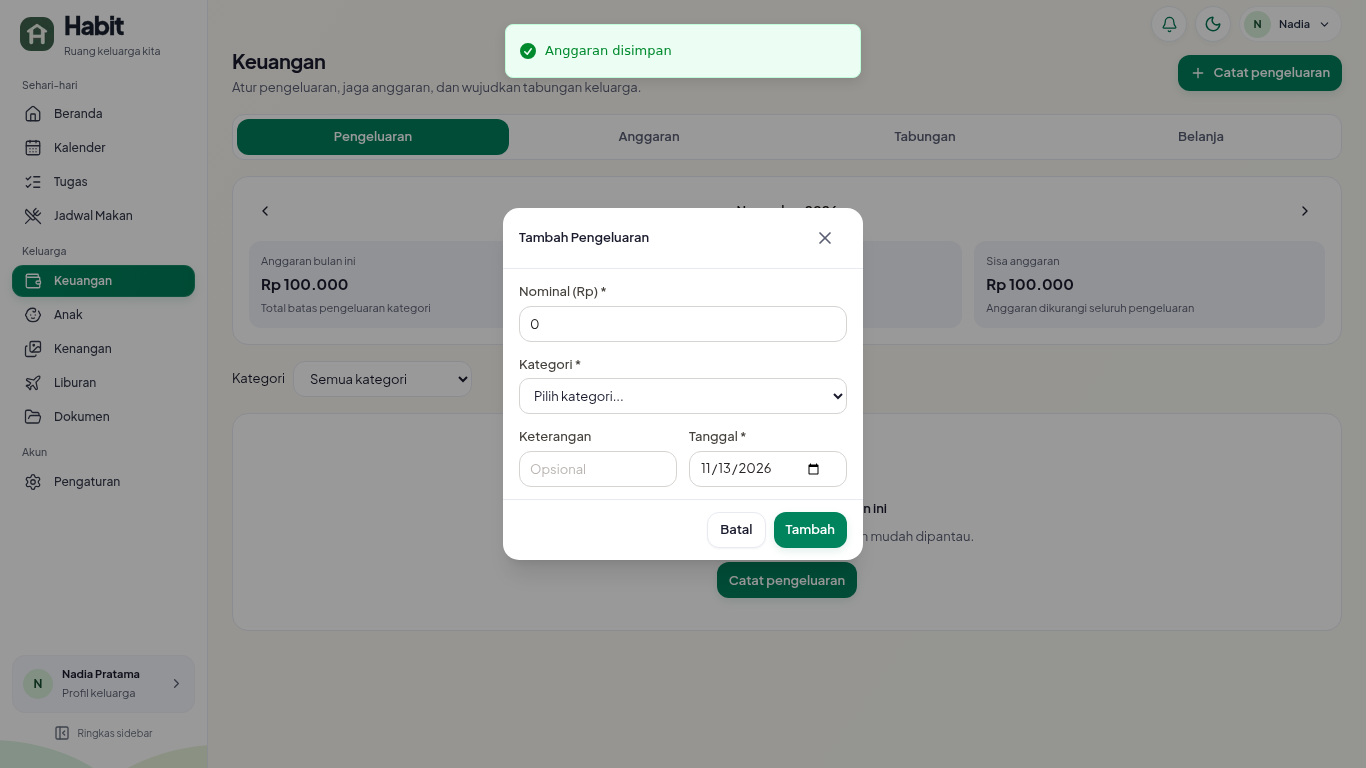 Habit
Ruang keluarga kita
Sehari-hari
Beranda
Kalender
Tugas
Jadwal Makan
Keluarga
Keuangan
Anak
Kenangan
Liburan
Dokumen
Akun
Pengaturan
N
Nadia Pratama
Profil keluarga
Ringkas sidebar
Anggaran disimpan
N
Nadia
Keuangan
Atur pengeluaran, jaga anggaran, dan wujudkan tabungan keluarga.
Catat pengeluaran
Pengeluaran
Anggaran
Tabungan
Belanja
Anggaran bulan ini
Rp 100.000
Total batas pengeluaran kategori
Sisa anggaran
Rp 100.000
Anggaran dikurangi seluruh pengeluaran
Kategori
Semua kategori
Tambah Pengeluaran
Nominal (Rp) *
0
Kategori *
Pilih kategori...
Keterangan
Tanggal *
Opsional
11/13/2026
Batal
Tambah
ini
mudah dipantau.
Catat pengeluaran